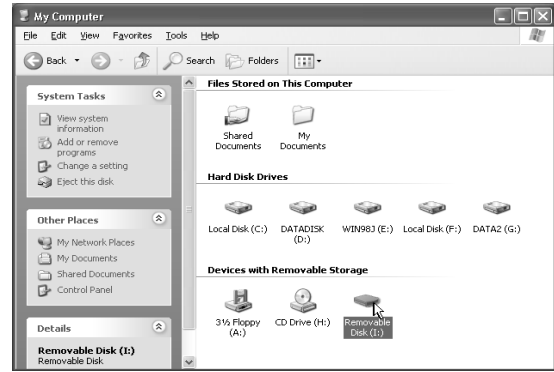 My Computer
File Edit View Favorites Tools Help
Back Search Folders
System Tasks
View system
information
Add or remove
programs
Change a setting
Eject this disk
Other Places
My Network Places
My Documents
Shared Documents
Control Panel
Details
Removable Disk (I:)
Removable Disk
Files Stored on This Computer
Shared
Documents
My
Documents
Hard Disk Drives
Local Disk (C:)
DATADISK
(D:)
WIN98J (E:)
Local Disk (F:)
DATA2 (G:)
Devices with Removable Storage
3½ Floppy
(A:)
CD Drive (H:)
Removable
Disk (I:)